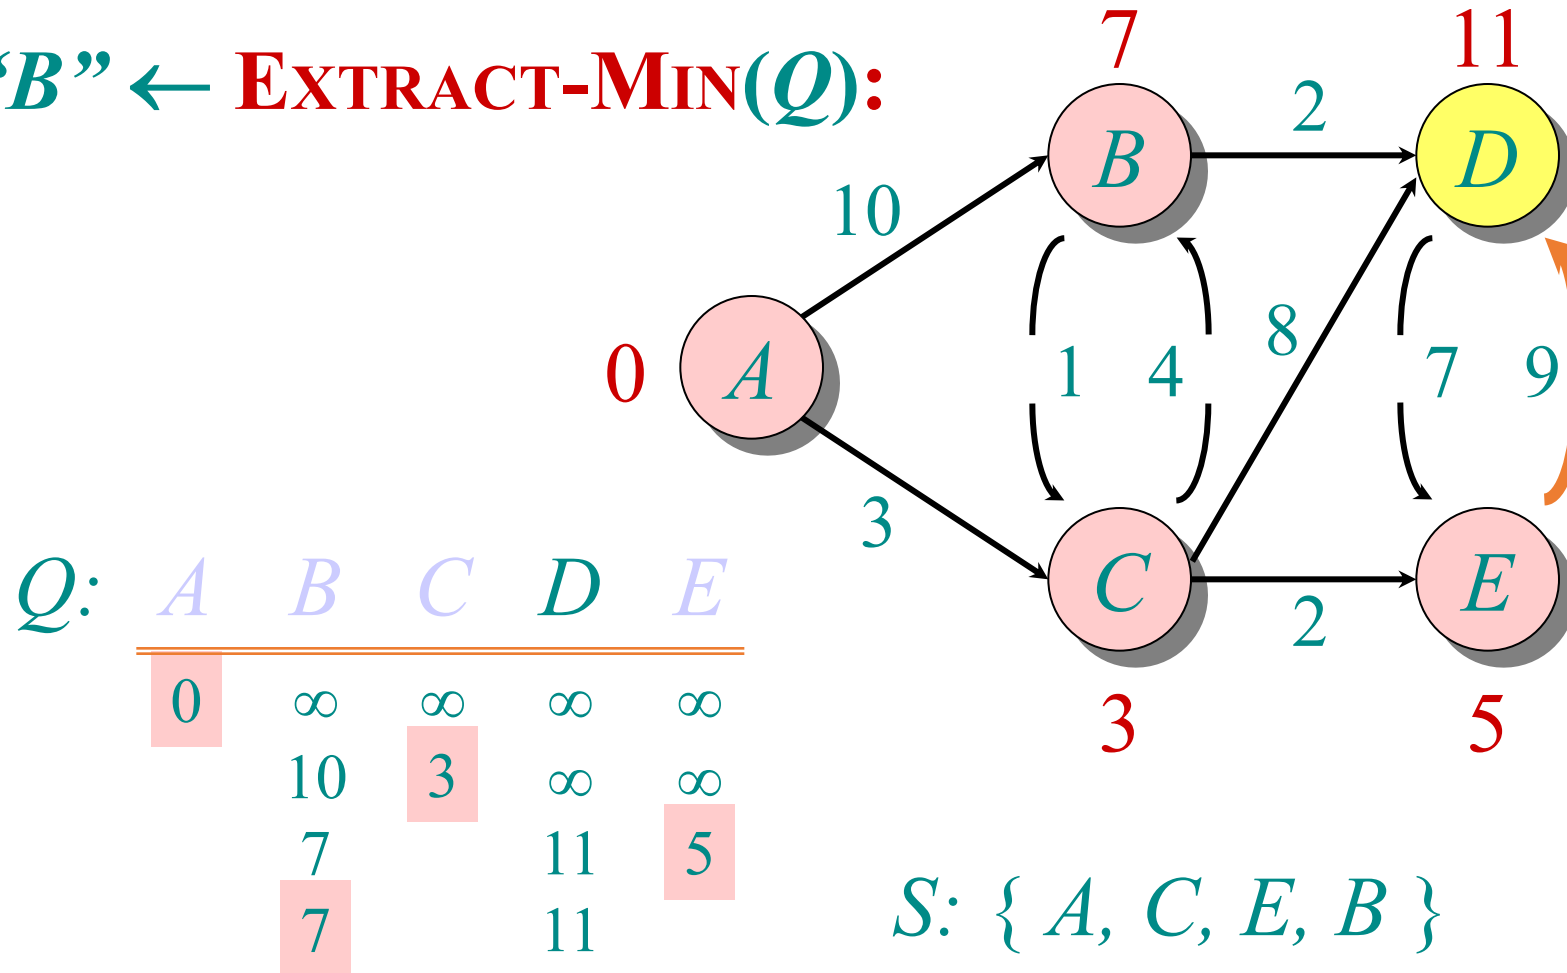 “B” ← EXTRACT-MIN(Q):
7
11
B
2
D
10
8
0
A
1
4
7
9
3
C
2
E
3
5
Q: A B C D E
0 ∞ ∞ ∞ ∞
10 3 ∞ ∞
7 11 5
7 11
S: { A, C, E, B }